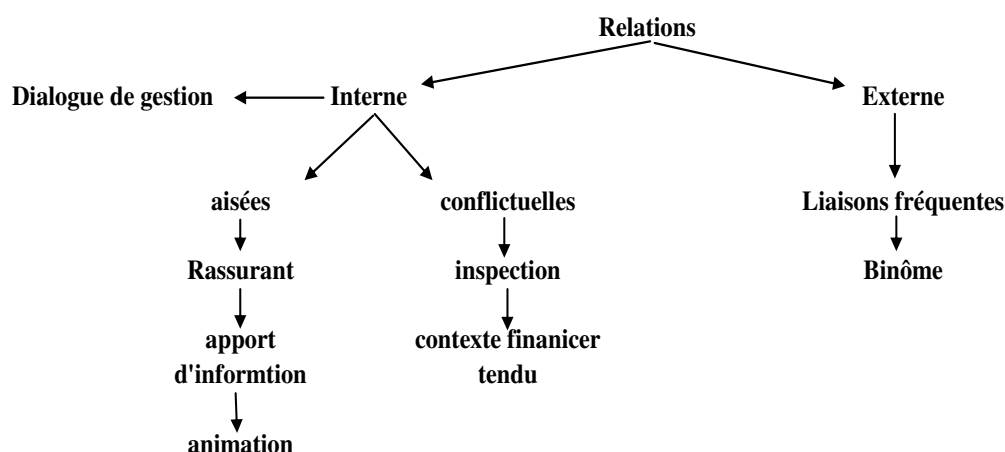 Relations
Dialogue de gestion
Interne
Externe
aisées
conflictuelles
Liaisons fréquentes
Rassurant
inspection
Binôme
apport
d'informtion
contexte finanicer
tendu
animation